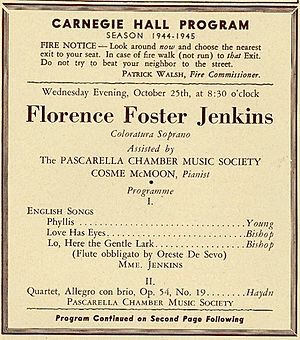 CARNEGIE HALL PROGRAM
SEASON 1944-1945
FIRE NOTICE—Look around now and choose the nearest
exit to your seat. In case of fire walk (not run) to that Exit.
Do not try to beat your neighbor to the street.
PATRICK WALSH, Fire Commissioner.
Wednesday Evening, October 25th, at 8:30 o'clock
Florence Foster Jenkins
Coloratura Soprano
Assisted by
The PASCARELLA CHAMBER MUSIC SOCIETY
COSME McMOON, Pianist
•
Programme
I.
ENGLISH SONGS
Phyllis ........................................ Young
Love Has Eyes ........................................ Bishop
Lo, Here the Gentle Lark ........................................ Bishop
(Flute obbligato by Oreste De Sevo)
MME. JENKINS
II.
Quartet, Allegro con brio, Op. 54, No. 19 ........ Haydn
PASCARELLA CHAMBER MUSIC SOCIETY
Program Continued on Second Page Following